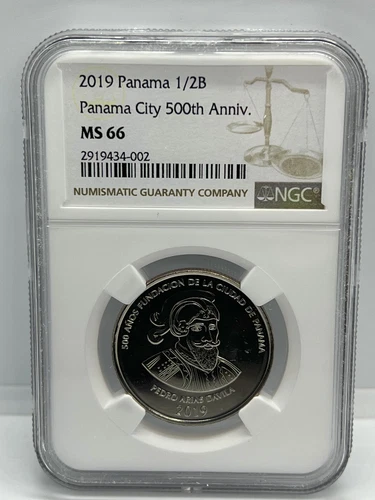 2019 Panama 1/2B
Panama City 500th Anniv.
MS 66
2919434-002
NUMISMATIC GUARANTY COMPANY
NGC®
500 AÑOS FUNDACION DE LA CIUDAD DE PANAMA
PEDRO ARIAS DAVILA
2019